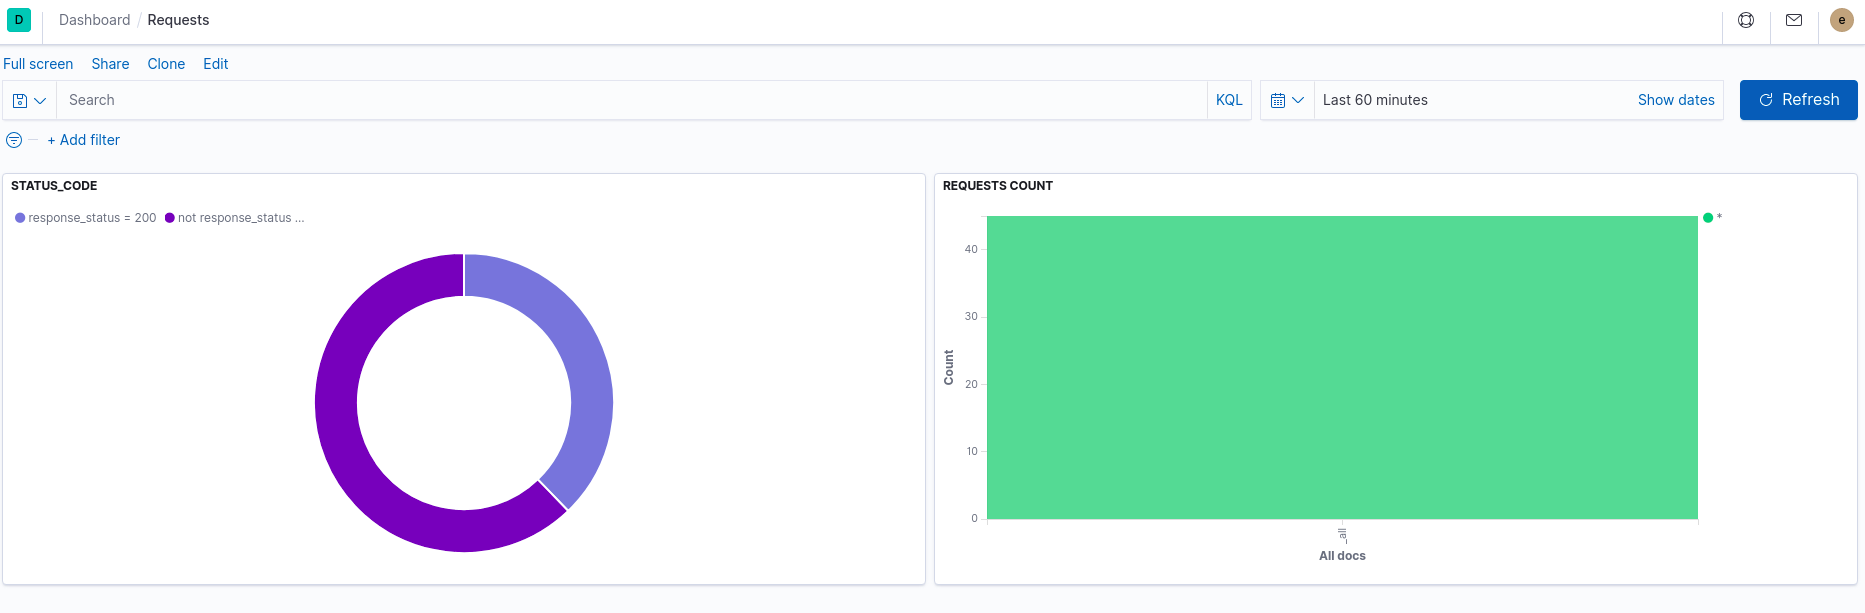 D Dashboard / Requests e
Full screen Share Clone Edit
Search KQL Last 60 minutes Show dates Refresh
+ Add filter
STATUS_CODE
response_status = 200 not response_status ...
REQUESTS COUNT
*
40
30
20
10
0
Count
_all
All docs